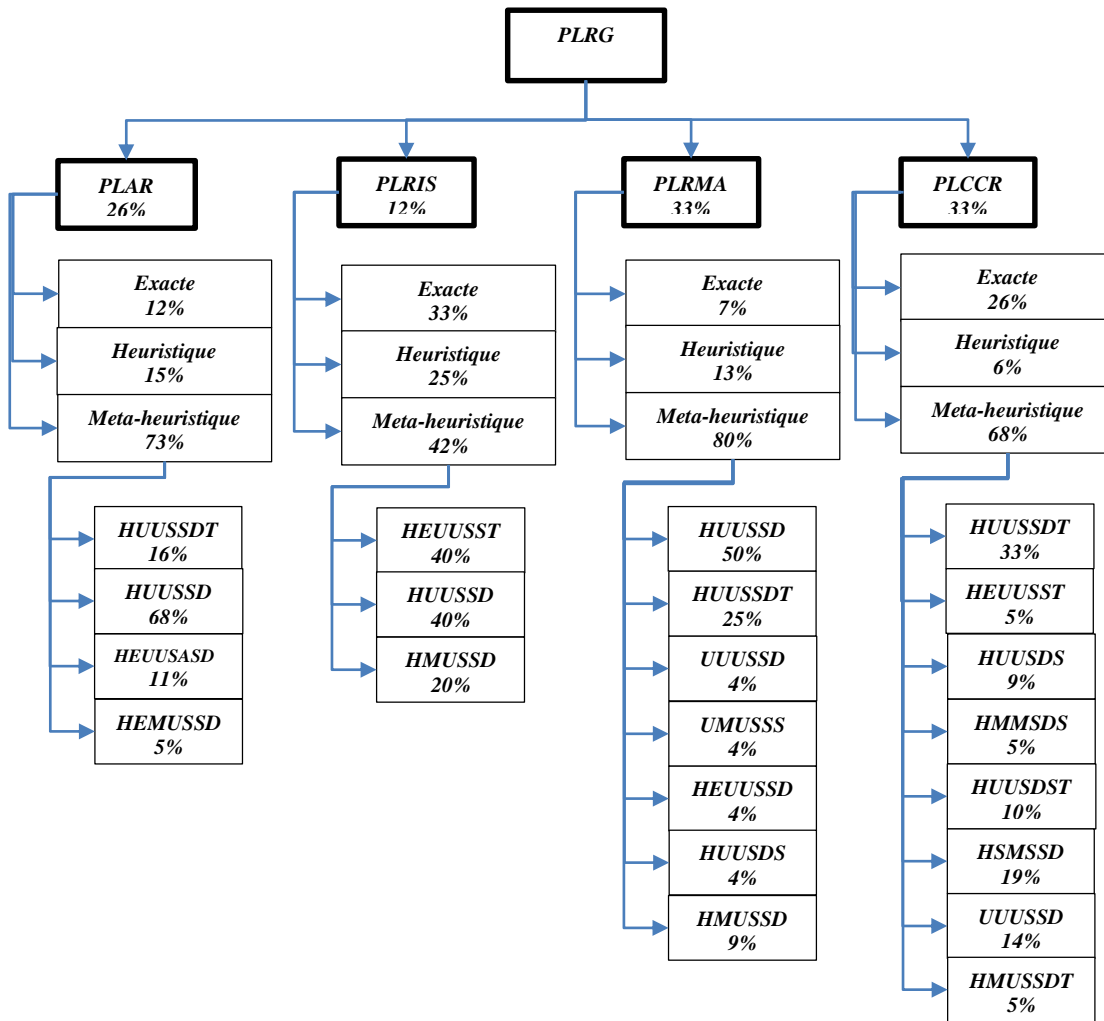 PLRG
PLAR
26%
PLRIS
12%
PLRMA
33%
PLCCR
33%
Exacte
12%
Heuristique
15%
Meta-heuristique
73%
Exacte
33%
Heuristique
25%
Meta-heuristique
42%
Exacte
7%
Heuristique
13%
Meta-heuristique
80%
Exacte
26%
Heuristique
6%
Meta-heuristique
68%
HUUSSDT
16%
HUUSSD
68%
HEUUSASD
11%
HEMUSSD
5%
HEUUSST
40%
HUUSSD
40%
HMUSSD
20%
HUUSSD
50%
HUUSSDT
25%
UUUSSD
4%
UMUSSS
4%
HEUUSSD
4%
HUUSDS
4%
HMUSSD
9%
HUUSSDT
33%
HEUUSST
5%
HUUSDS
9%
HMMSDS
5%
HUUSDST
10%
HSMSSD
19%
UUUSSD
14%
HMUSSDT
5%